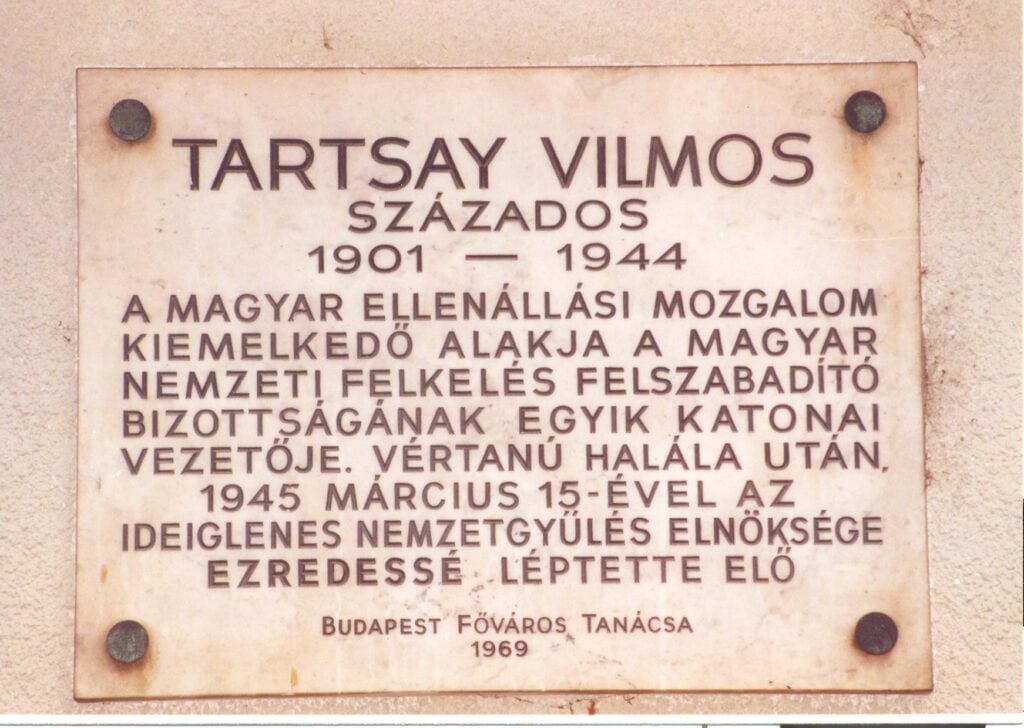 TARTSAY VILMOS
SZÁZADOS
1901 — 1944
A MAGYAR ELLENÁLLÁSI MOZGALOM
KIEMELKEDŐ ALAKJA A MAGYAR
NEMZETI FELKELÉS FELSZABADÍTÓ
BIZOTTSÁGÁNAK EGYIK KATONAI
VEZETŐJE. VÉRTANÚ HALÁLA UTÁN,
1945 MÁRCIUS 15-ÉVEL AZ
IDEIGLENES NEMZETGYŰLÉS ELNÖKSÉGE
EZREDESSÉ LÉPTETTE ELŐ
BUDAPEST FŐVÁROS TANÁCSA
1969